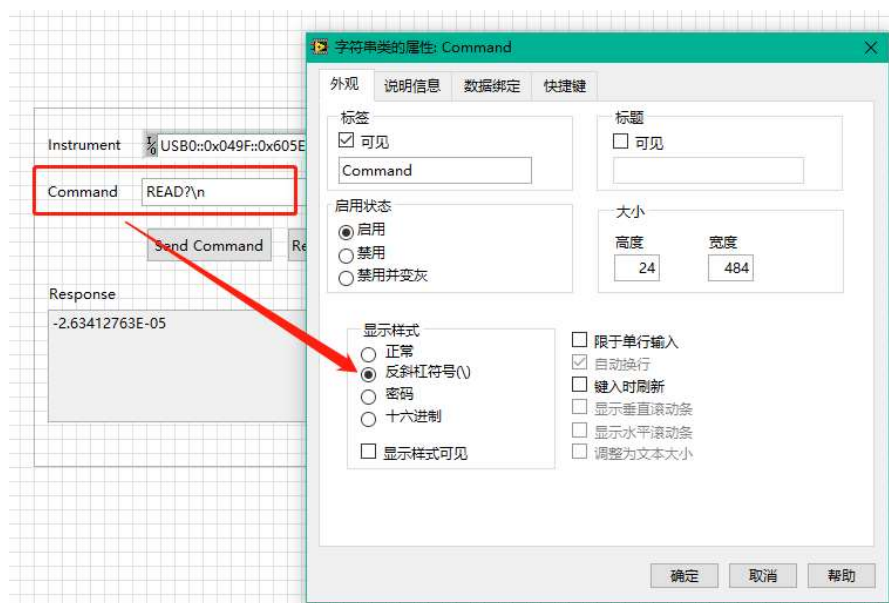 字符串类的属性: Command
外观 说明信息 数据绑定 快捷键
标签
可见
Command
标题
可见
启用状态
启用
禁用
禁用并变灰
大小
高度 宽度
24 484
显示样式
正常
反斜杠符号(\)
密码
十六进制
显示样式可见
限于单行输入
自动换行
键入时刷新
显示垂直滚动条
显示水平滚动条
调整为文本大小
确定 取消 帮助
Instrument USB0::0x049F::0x605E
Command READ?\n
Send Command Re
Response
-2.63412763E-05